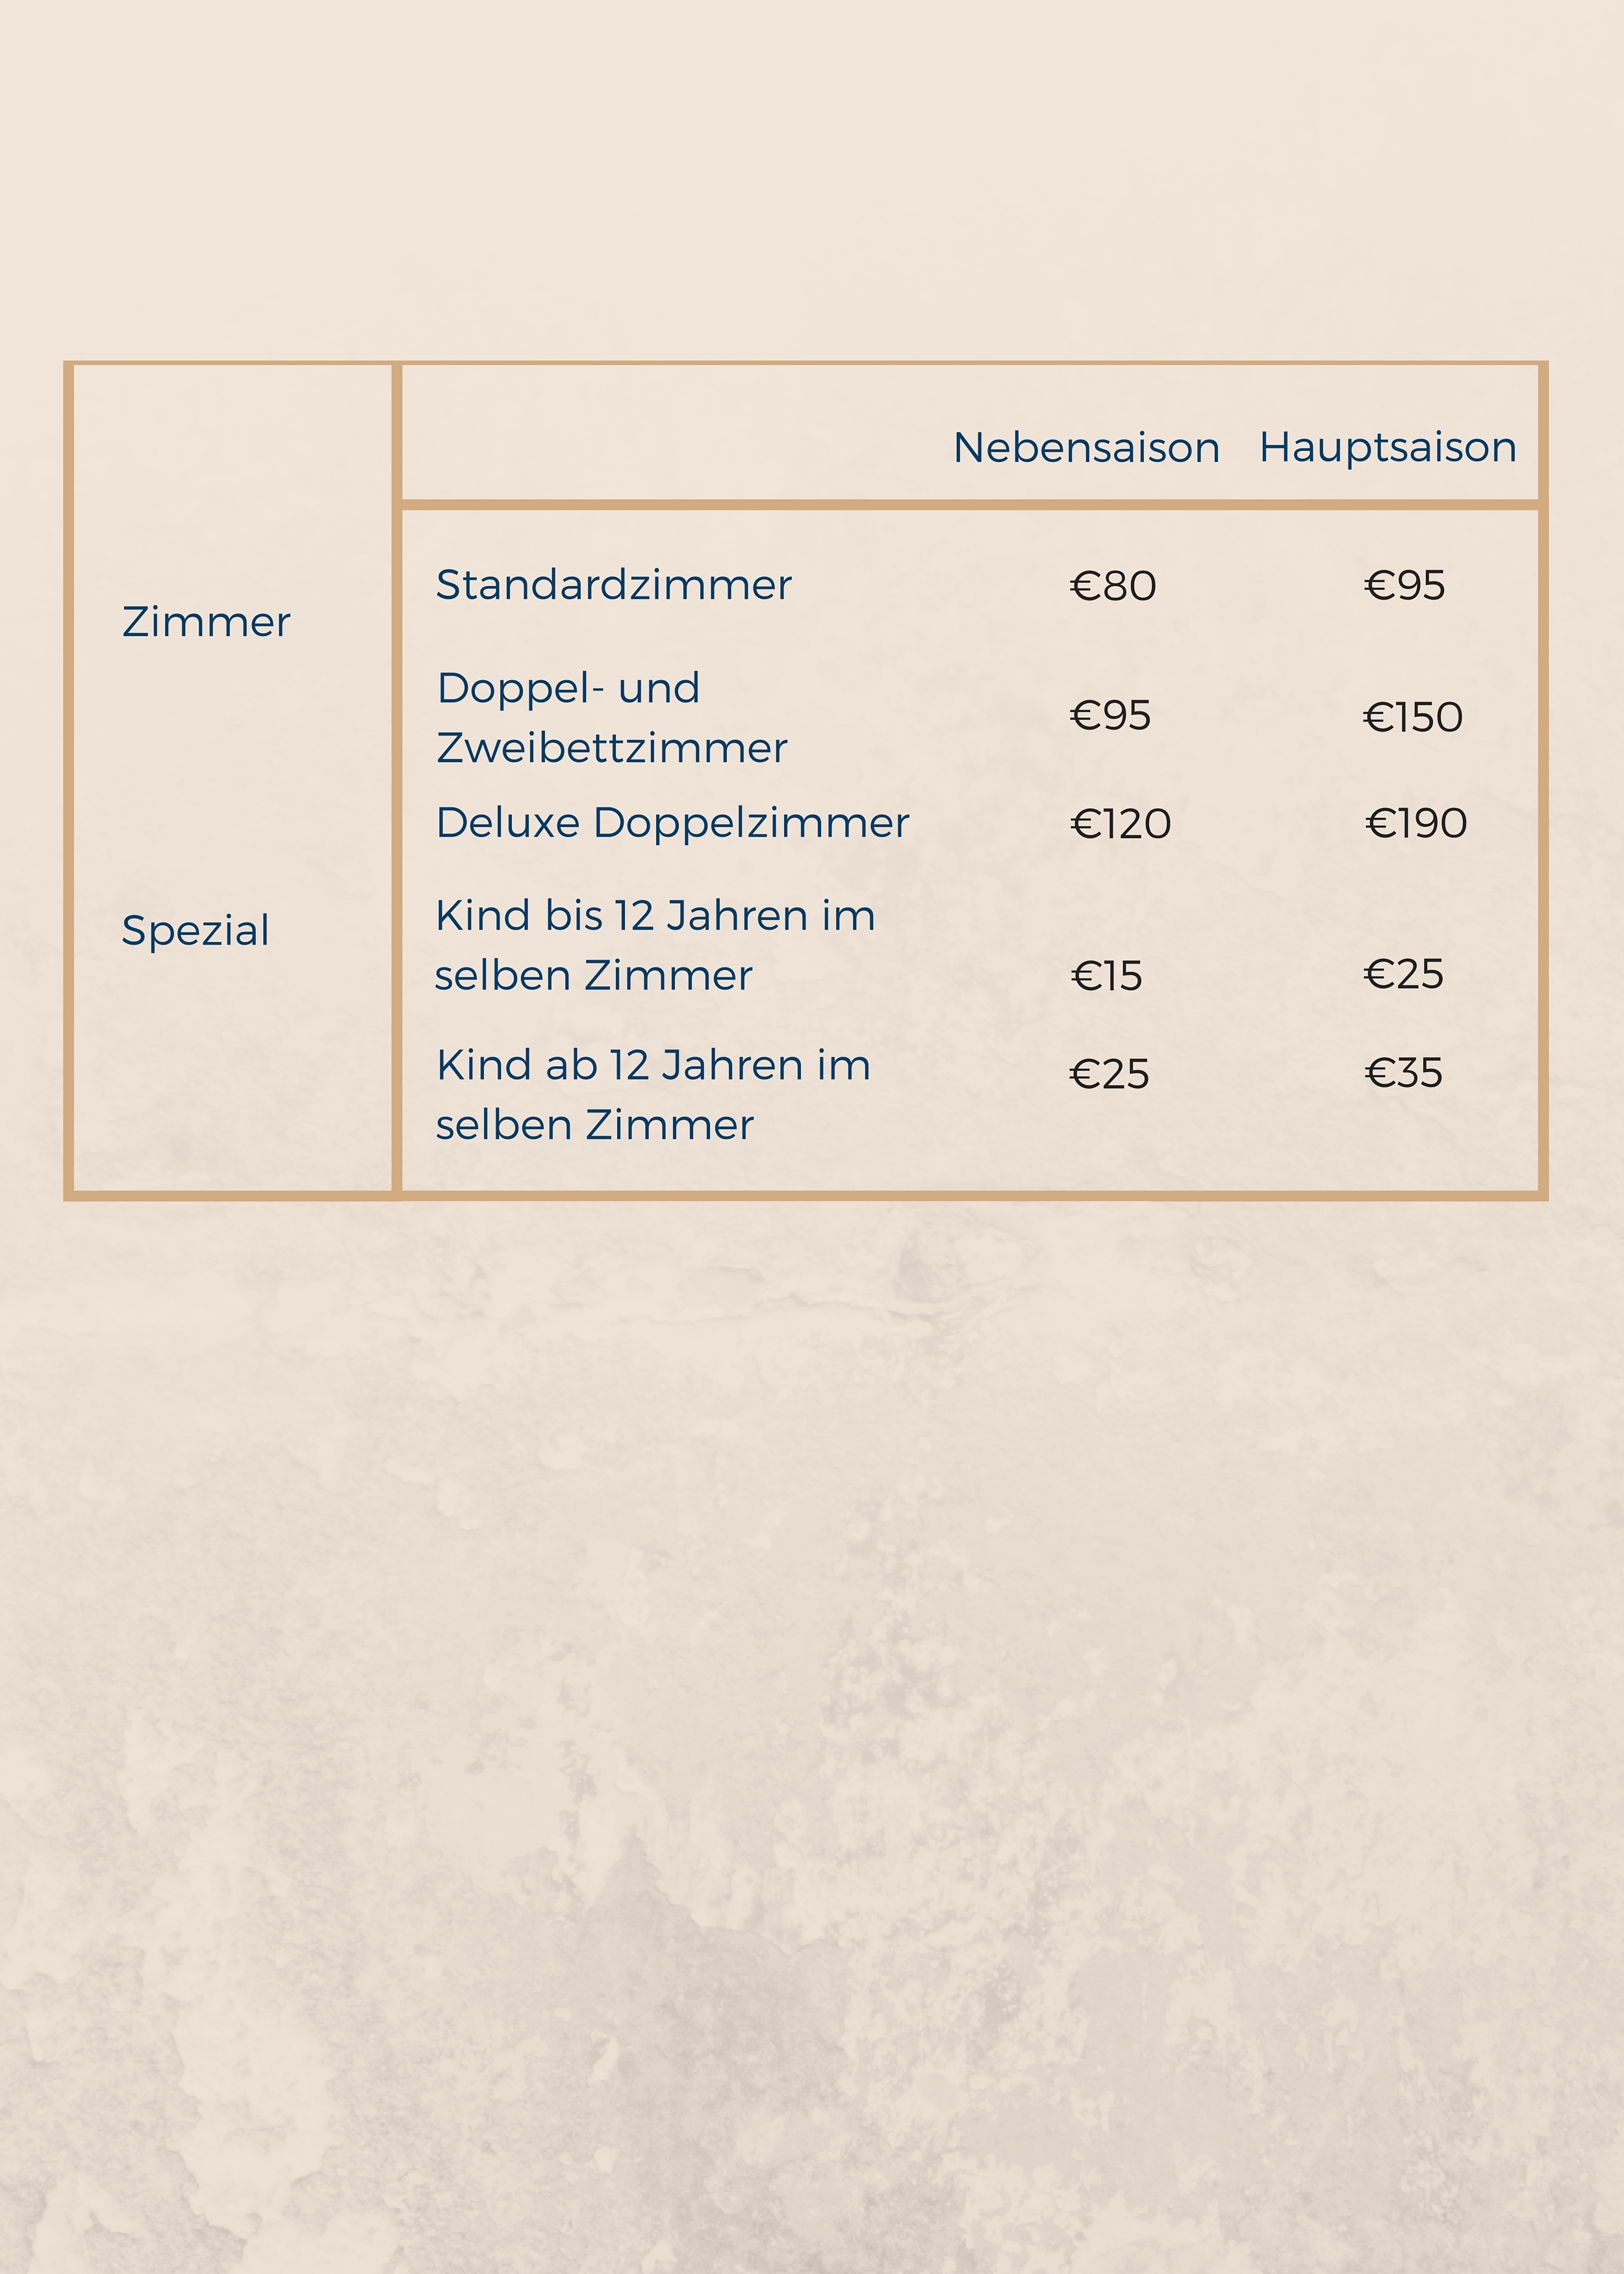 Nebensaison Hauptsaison
Zimmer
Standardzimmer €80 €95
Doppel- und
Zweibettzimmer €95 €150
Deluxe Doppelzimmer €120 €190
Spezial
Kind bis 12 Jahren im
selben Zimmer €15 €25
Kind ab 12 Jahren im €25 €35
selben Zimmer